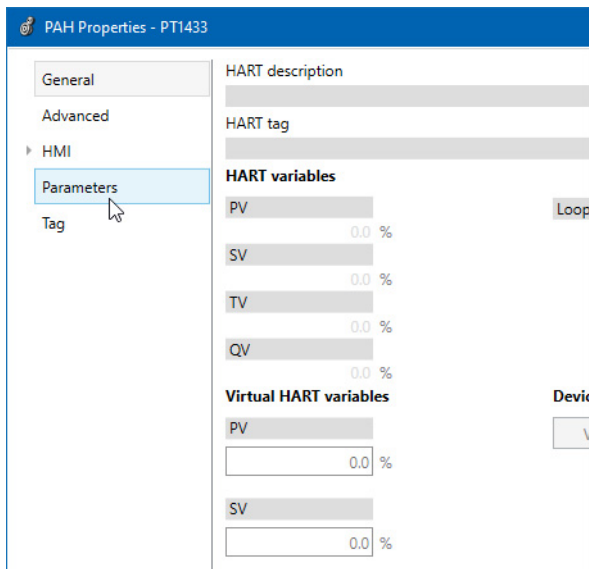 PAH Properties - PT1433
General
Advanced
HMI
Parameters
Tag
HART description
HART tag
HART variables
PV
Loop
0.0 %
SV
0.0 %
TV
0.0 %
QV
0.0 %
Virtual HART variables
PV
0.0 %
SV
0.0 %